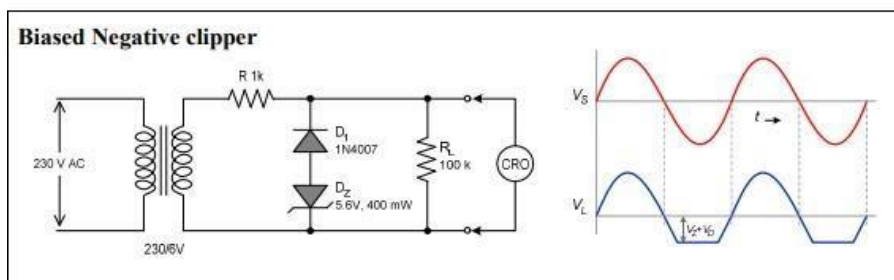 Biased Negative clipper
R 1k
230 V AC
230/6V
D1
1N4007
DZ
5.6V, 400 mW
RL
100 k
CRO
VS
t
VL
VZ+VD